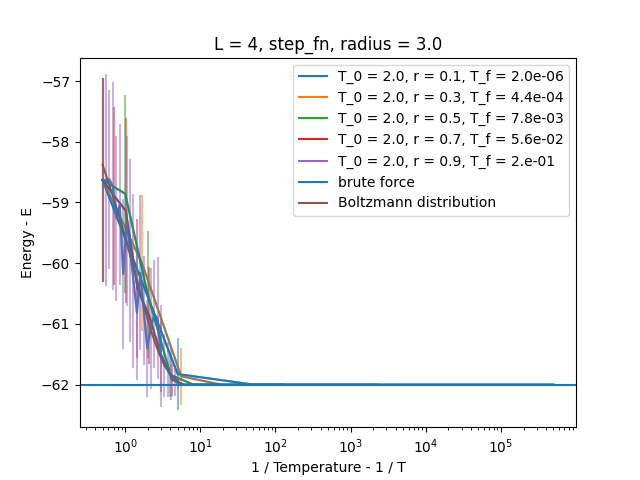 L = 4, step_fn, radius = 3.0
−57
−58
−59
−60
−61
−62
Energy - E
T_0 = 2.0, r = 0.1, T_f = 2.0e-06
T_0 = 2.0, r = 0.3, T_f = 4.4e-04
T_0 = 2.0, r = 0.5, T_f = 7.8e-03
T_0 = 2.0, r = 0.7, T_f = 5.6e-02
T_0 = 2.0, r = 0.9, T_f = 2.e-01
brute force
Boltzmann distribution
10⁰ 10¹ 10² 10³ 10⁴ 10⁵
1 / Temperature - 1 / T